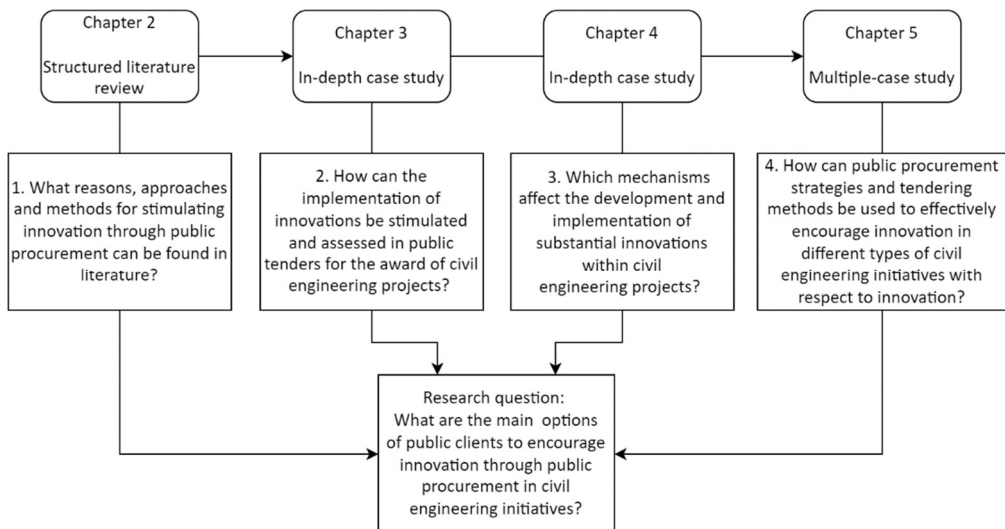 Chapter 2
Structured literature
review
Chapter 3
In-depth case study
Chapter 4
In-depth case study
Chapter 5
Multiple-case study
1. What reasons, approaches
and methods for stimulating
innovation through public
procurement can be found in
literature?
2. How can the
implementation of
innovations be stimulated
and assessed in public
tenders for the award of civil
engineering projects?
3. Which mechanisms
affect the development and
implementation of
substantial innovations
within civil
engineering projects?
4. How can public procurement
strategies and tendering
methods be used to effectively
encourage innovation in
different types of civil
engineering initiatives with
respect to innovation?
Research question:
What are the main options
of public clients to encourage
innovation through public
procurement in civil
engineering initiatives?